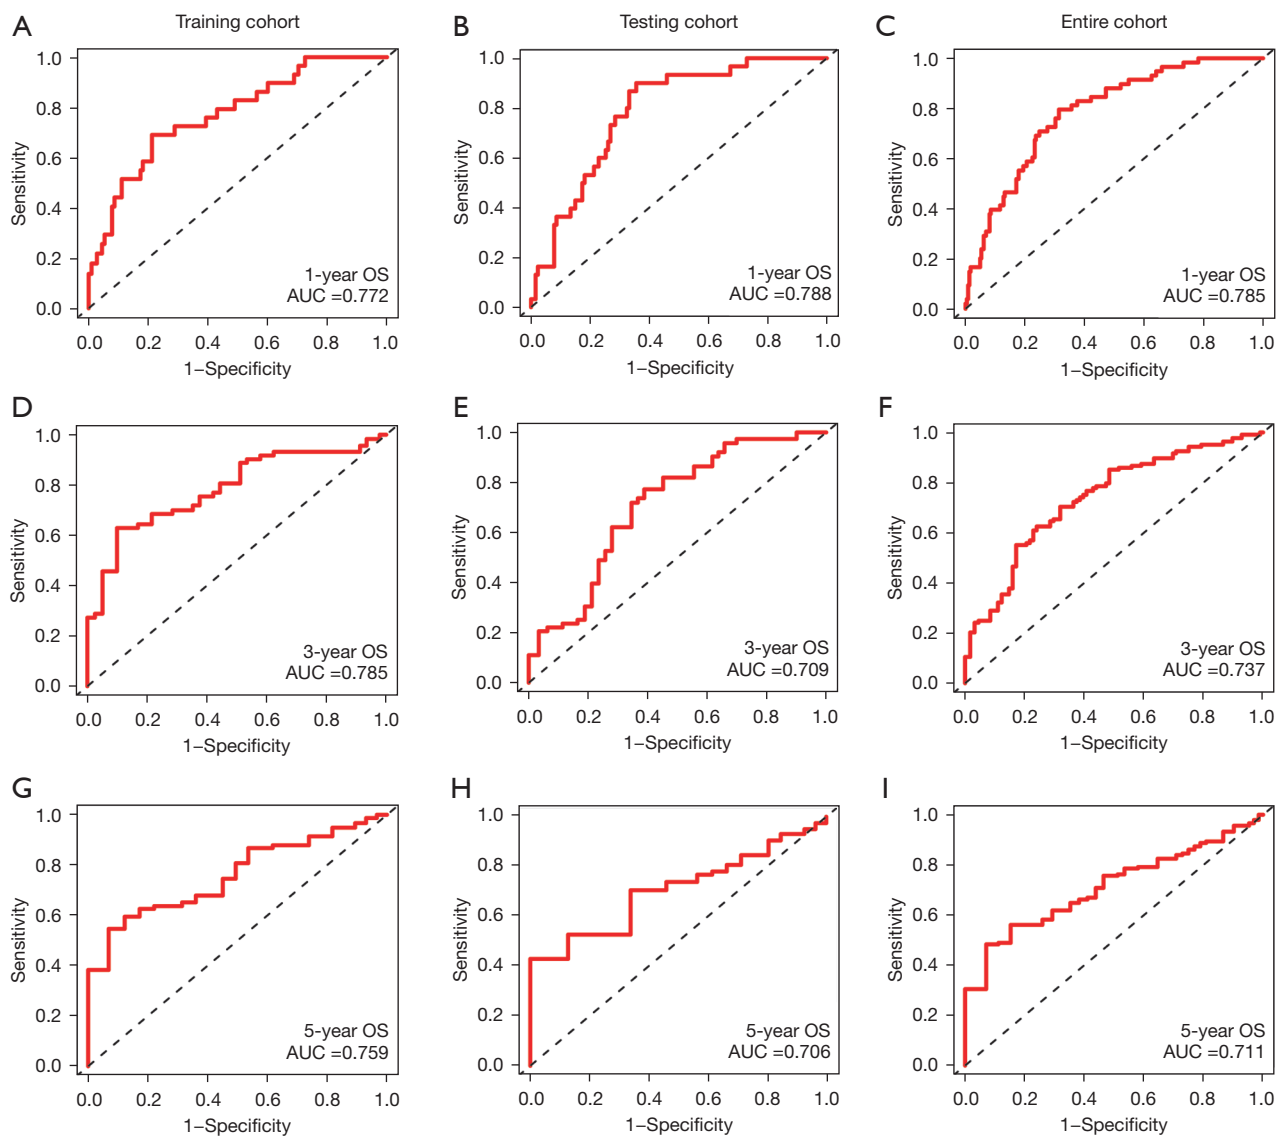 A Training cohort
B Testing cohort
C Entire cohort
1.0
0.8
0.6
0.4
0.2
0.0
Sensitivity
1-year OS
AUC =0.772
0.0 0.2 0.4 0.6 0.8 1.0
1–Specificity
1.0
0.8
0.6
0.4
0.2
0.0
Sensitivity
1-year OS
AUC =0.788
0.0 0.2 0.4 0.6 0.8 1.0
1–Specificity
1.0
0.8
0.6
0.4
0.2
0.0
Sensitivity
1-year OS
AUC =0.785
0.0 0.2 0.4 0.6 0.8 1.0
1–Specificity
D
1.0
0.8
0.6
0.4
0.2
0.0
Sensitivity
3-year OS
AUC =0.785
0.0 0.2 0.4 0.6 0.8 1.0
1–Specificity
E
1.0
0.8
0.6
0.4
0.2
0.0
Sensitivity
3-year OS
AUC =0.709
0.0 0.2 0.4 0.6 0.8 1.0
1–Specificity
F
1.0
0.8
0.6
0.4
0.2
0.0
Sensitivity
3-year OS
AUC =0.737
0.0 0.2 0.4 0.6 0.8 1.0
1–Specificity
G
1.0
0.8
0.6
0.4
0.2
0.0
Sensitivity
5-year OS
AUC =0.759
0.0 0.2 0.4 0.6 0.8 1.0
1–Specificity
H
1.0
0.8
0.6
0.4
0.2
0.0
Sensitivity
5-year OS
AUC =0.706
0.0 0.2 0.4 0.6 0.8 1.0
1–Specificity
I
1.0
0.8
0.6
0.4
0.2
0.0
Sensitivity
5-year OS
AUC =0.711
0.0 0.2 0.4 0.6 0.8 1.0
1–Specificity